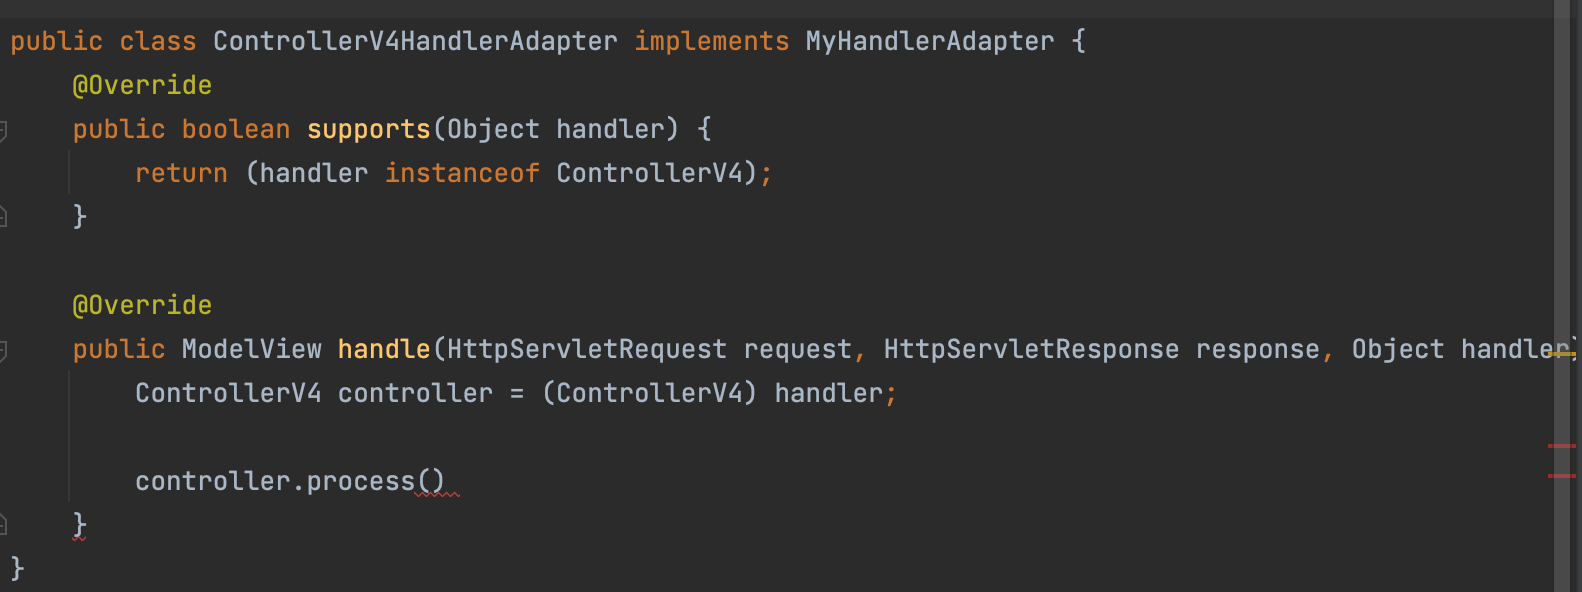 public class ControllerV4HandlerAdapter implements MyHandlerAdapter {
@Override
public boolean supports(Object handler) {
return (handler instanceof ControllerV4);
}
@Override
public ModelView handle(HttpServletRequest request, HttpServletResponse response, Object handler)
ControllerV4 controller = (ControllerV4) handler;
controller.process()
}
}